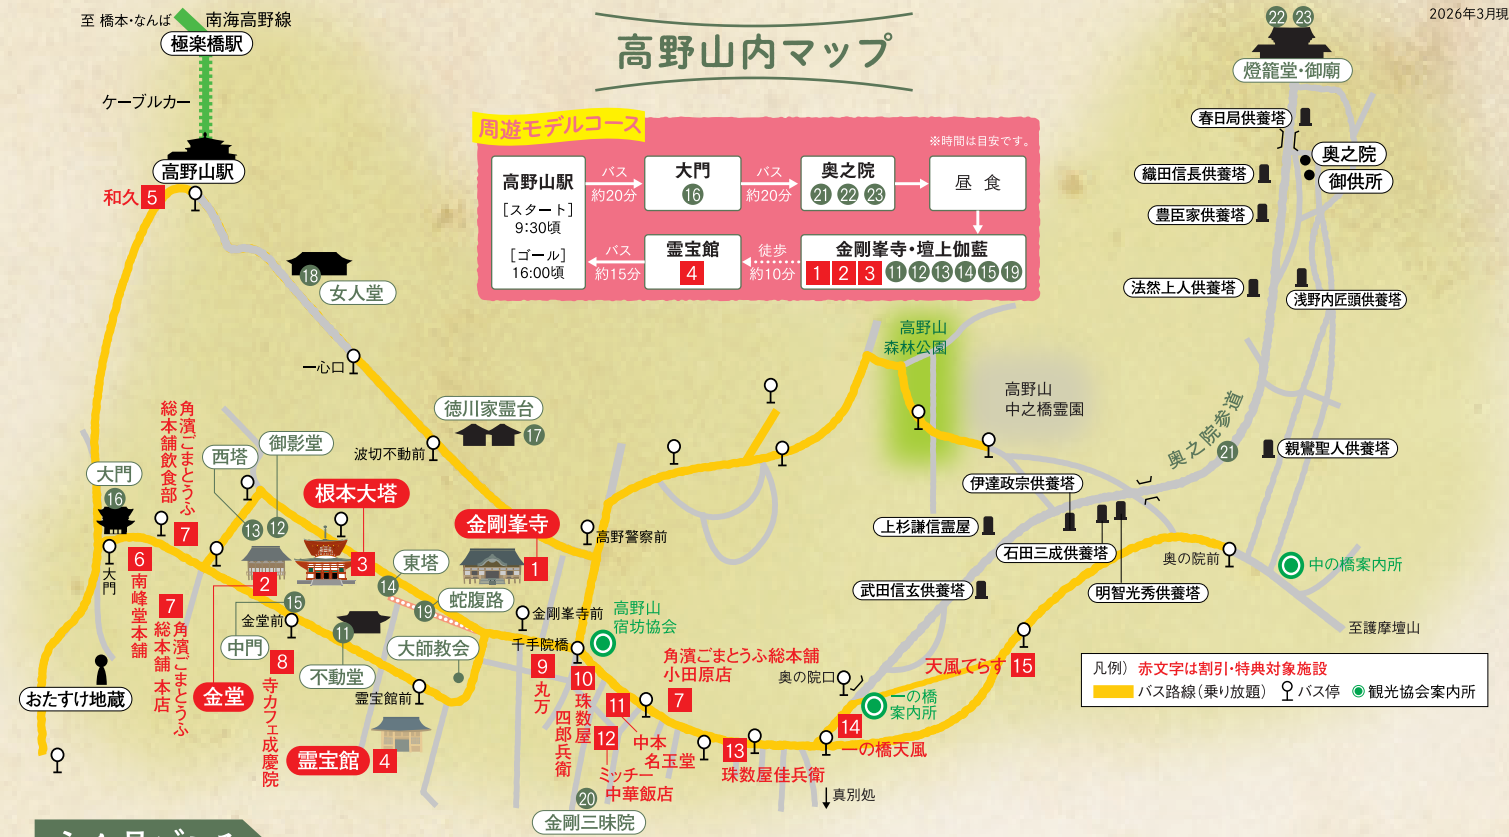 至 橋本・なんば
南海高野線
極楽橋駅
ケーブルカー
高野山駅
和久 5
高野山内マップ
2026年3月現
周遊モデルコース
※時間は目安です。
高野山駅
[スタート]
9:30頃
[ゴール]
16:00頃
バス
約20分
大門
16
バス
約20分
奥之院
21 22 23
昼 食
金剛峯寺・壇上伽藍
1 2 3 11 12 13 14 15 19
徒歩
約10分
霊宝館
4
バス
約15分
22 23
燈籠堂・御廟
春日局供養塔
奥之院
御供所
織田信長供養塔
豊臣家供養塔
法然上人供養塔
浅野内匠頭供養塔
奥之院参道
21
親鸞聖人供養塔
伊達政宗供養塔
上杉謙信霊屋
石田三成供養塔
明智光秀供養塔
武田信玄供養塔
奥の院前
中の橋案内所
至護摩壇山
高野山
森林公園
高野山
中之橋霊園
18
女人堂
一心口
徳川家霊台
17
波切不動前
角濱ごまとうふ
総本舗飲食部
7
西塔
御影堂
大門
16
13 12
根本大塔
3
金剛峯寺
1
高野警察前
大門
6
南峰堂本舗
7
角濱ごまとうふ
総本舗 本店
2
金堂
15
中門
金堂前
11
不動堂
東塔
14
19
蛇腹路
大師教会
金剛峯寺前
千手院橋
高野山
宿坊協会
8
寺カフェ成慶院
霊宝館前
霊宝館 4
おたすけ地蔵
9
丸万
10
珠数屋
四郎兵衛
11
中本
名玉堂
12
ミッチー
中華飯店
角濱ごまとうふ総本舗
小田原店
7
13
珠数屋佳兵衛
20
金剛三昧院
真別処
奥の院口
一の橋
案内所
14
一の橋天風
天風てらす 15
凡例) 赤文字は割引・特典対象施設
バス路線(乗り放題) バス停 観光協会案内所